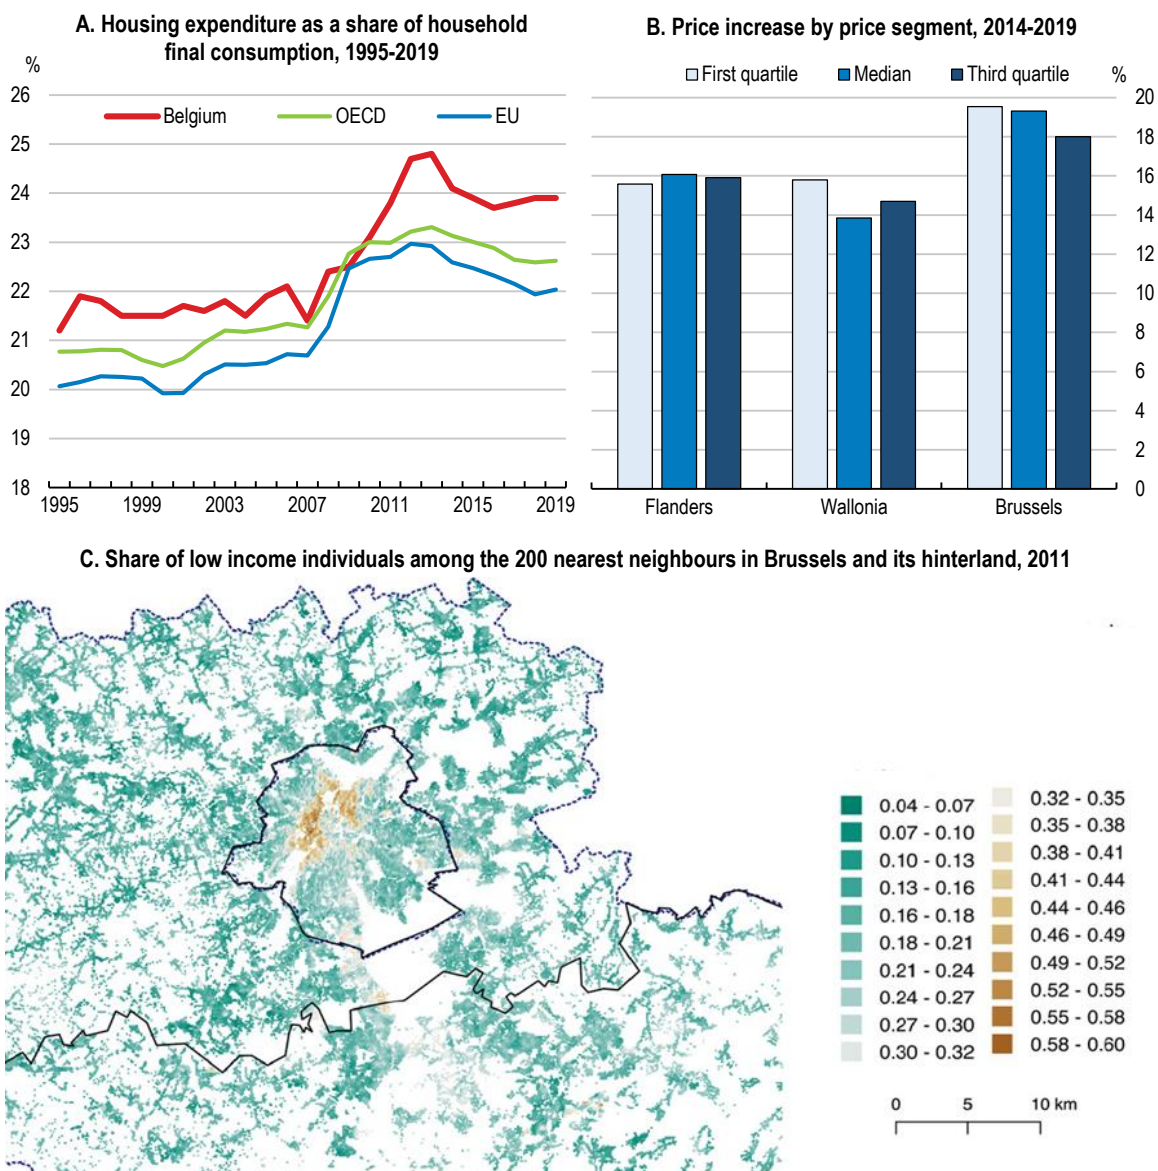 A. Housing expenditure as a share of household
final consumption, 1995-2019
%
26
25
24
23
22
21
20
19
18
Belgium
OECD
EU
1995
1999
2003
2007
2011
2015
2019
B. Price increase by price segment, 2014-2019
First quartile
Median
Third quartile
%
20
18
16
14
12
10
8
6
4
2
0
Flanders
Wallonia
Brussels
C. Share of low income individuals among the 200 nearest neighbours in Brussels and its hinterland, 2011
0.04 - 0.07
0.07 - 0.10
0.10 - 0.13
0.13 - 0.16
0.16 - 0.18
0.18 - 0.21
0.21 - 0.24
0.24 - 0.27
0.27 - 0.30
0.30 - 0.32
0.32 - 0.35
0.35 - 0.38
0.38 - 0.41
0.41 - 0.44
0.44 - 0.46
0.46 - 0.49
0.49 - 0.52
0.52 - 0.55
0.55 - 0.58
0.58 - 0.60
0 5 10 km